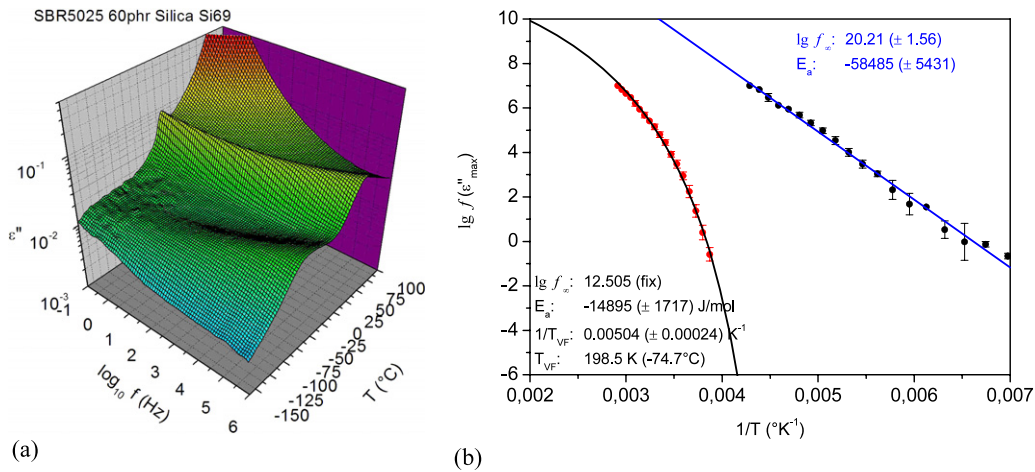 SBR5025 60phr Silica Si69
10⁻¹
10⁻²
10⁻³
ε"
-1
0
1
2
3
4
5
6
log₁₀ f (Hz)
-150
-125
-100
-75
-50
-25
0
25
50
75
100
T (°C)
(a)
10
8
6
4
2
0
-2
-4
-6
lg f (ε"max)
lg f∞: 20.21 (± 1.56)
Ea: -58485 (± 5431)
lg f∞: 12.505 (fix)
Ea: -14895 (± 1717) J/mol
1/TVF: 0.00504 (± 0.00024) K⁻¹
TVF: 198.5 K (-74.7°C)
0,002 0,003 0,004 0,005 0,006 0,007
1/T (°K⁻¹)
(b)